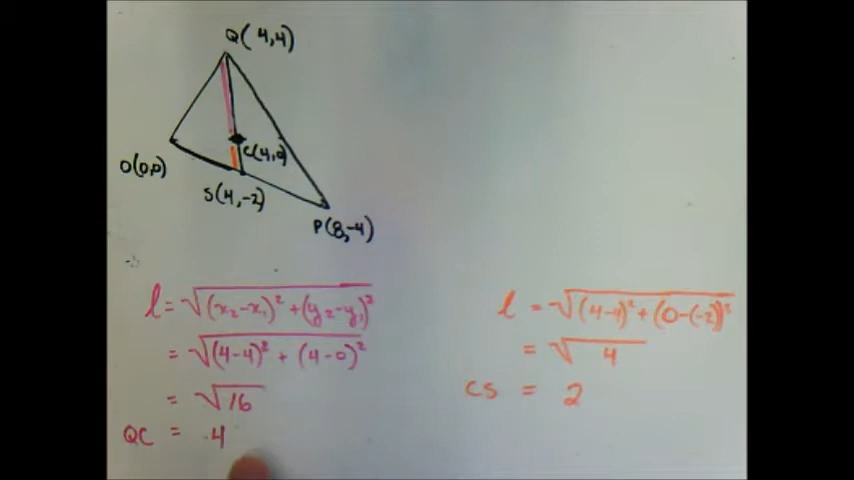 Q(4,4)
C(4,0)
O(0,0)
S(4,-2)
P(8,-4)
l = √(x₂-x₁)² + (y₂-y₁)²
= √(4-4)² + (4-0)²
= √16
QC = 4
l = √(4-4)² + (0-(-2))²
= √4
CS = 2